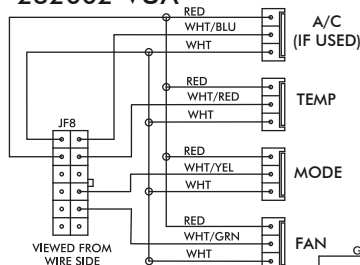 RED
WHT/BLU
WHT
A/C
(IF USED)
RED
WHT/RED
WHT
TEMP
JF8
RED
WHT/YEL
WHT
MODE
RED
WHT/GRN
WHT
FAN
VIEWED FROM
WIRE SIDE
G